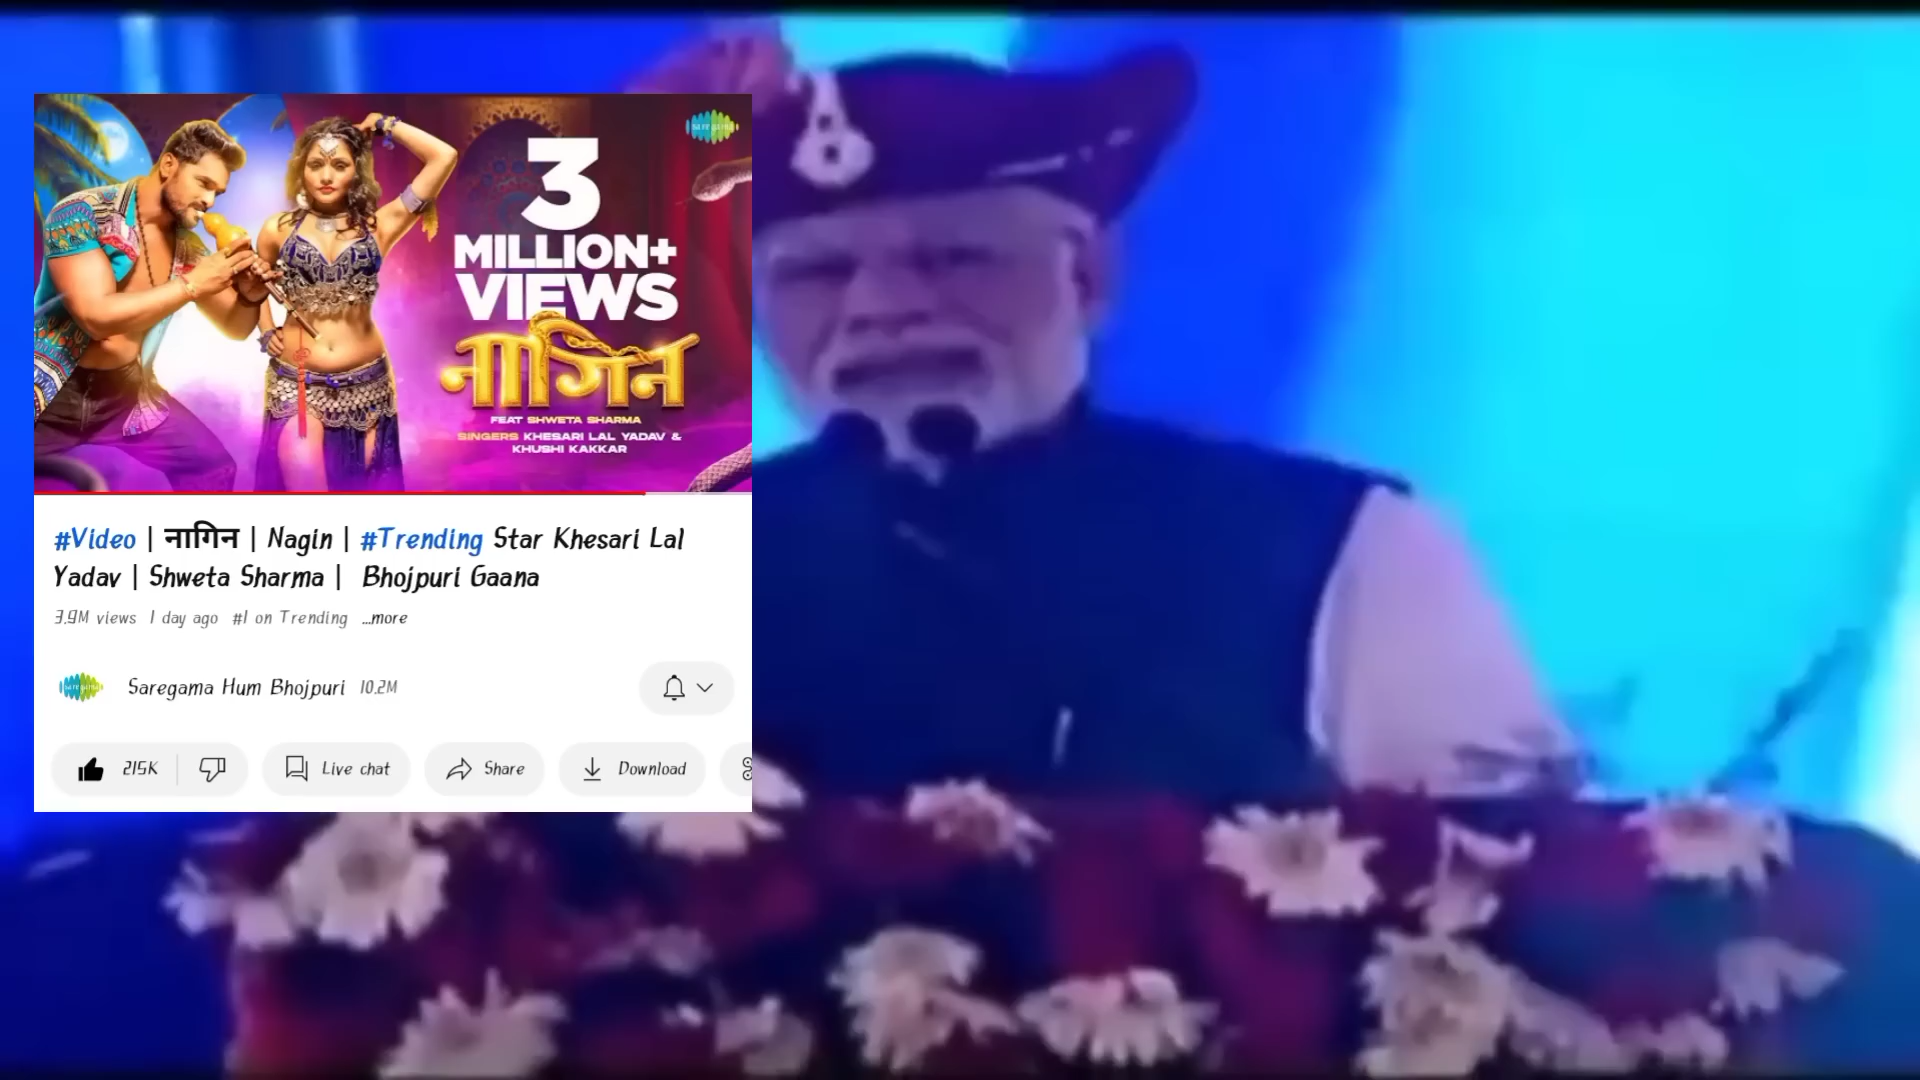 saregama
3
MILLION+
VIEWS
नागिन
FEAT SHWETA SHARMA
SINGERS KHESARI LAL YADAV &
KHUSHI KAKKAR
#Video | नागिन | Nagin | #Trending Star Khesari Lal
Yadav | Shweta Sharma | Bhojpuri Gaana
3.9M views 1 day ago #1 on Trending ...more
saregama Saregama Hum Bhojpuri 10.2M
215K Live chat Share Download